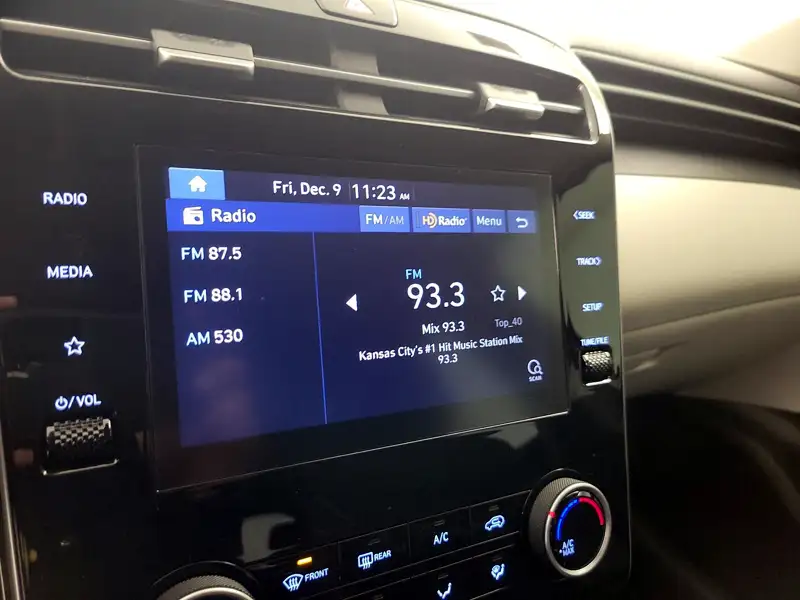 Fri, Dec. 9 11:23 AM
Radio FM/AM HD Radio Menu
FM 87.5
FM 88.1
AM 530
FM
93.3
Mix 93.3 Top_40
Kansas City's #1 Hit Music Station Mix
93.3
SCAN
RADIO
MEDIA
/VOL
SEEK
TRACK
SETUP
TUNE/FILE
FRONT
REAR
A/C
A/C
MAX